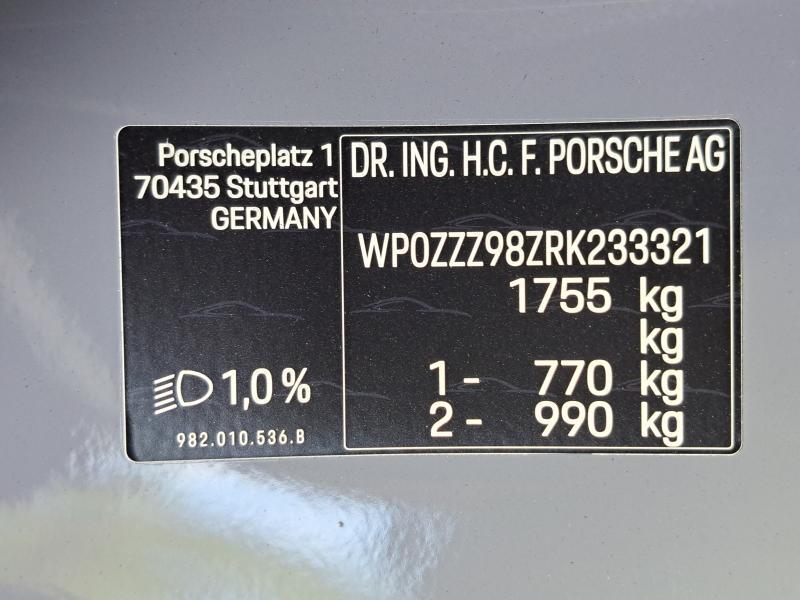 Porscheplatz 1
70435 Stuttgart
GERMANY
1,0 %
982.010.536.B
DR. ING. H.C. F. PORSCHE AG
WP0ZZZ98ZRK233321
1755 kg
kg
1 - 770 kg
2 - 990 kg